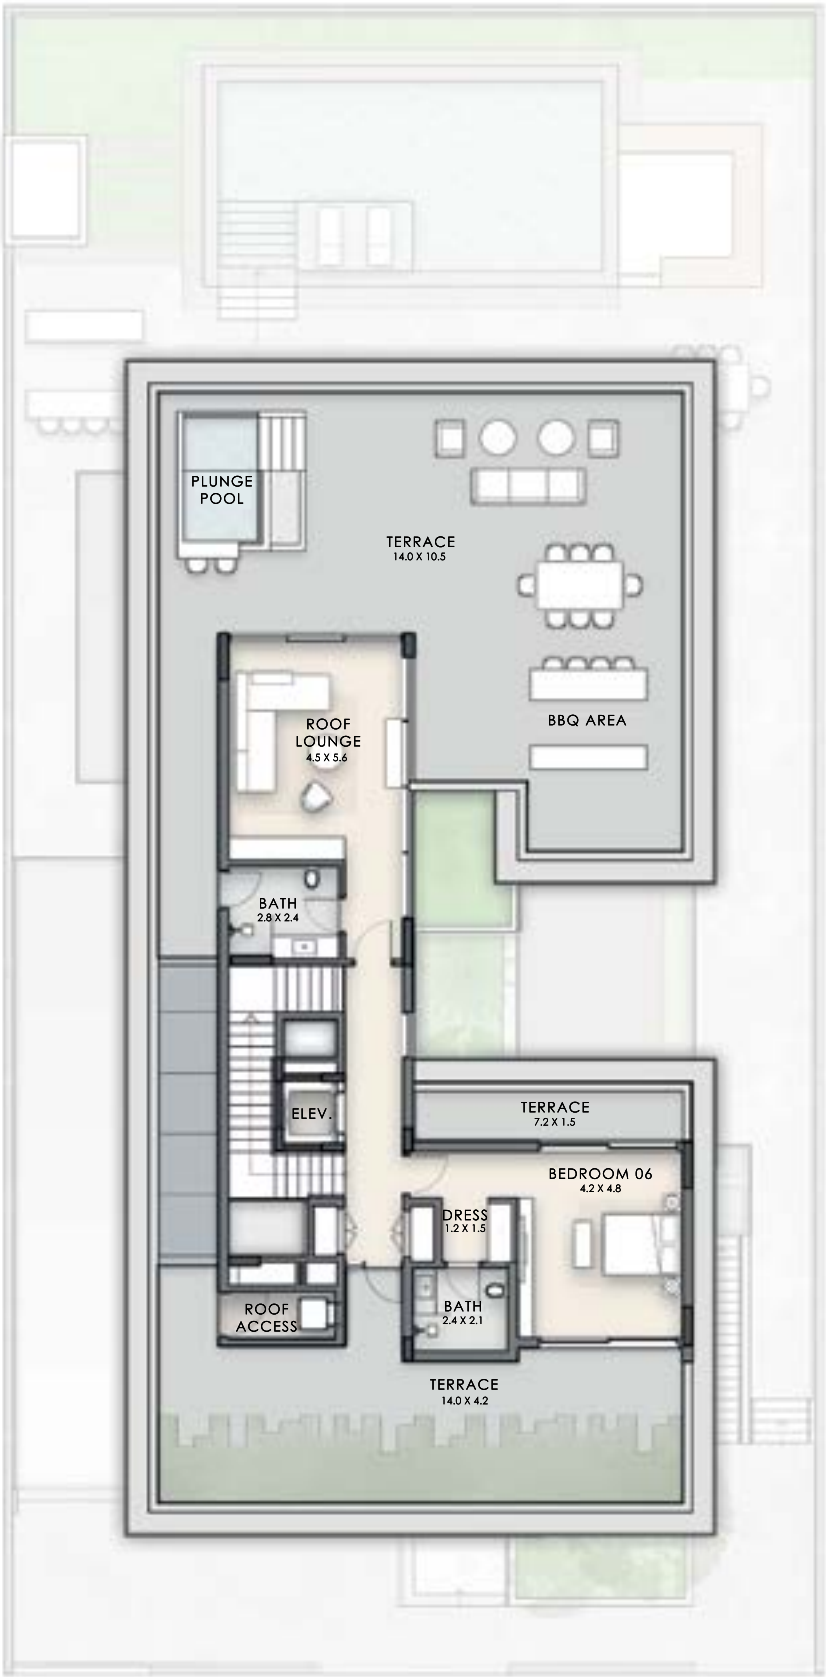 PLUNGE
POOL
TERRACE
14.0 X 10.5
BBQ AREA
ROOF
LOUNGE
4.5 X 5.6
BATH
2.8 X 2.4
ELEV.
TERRACE
7.2 X 1.5
BEDROOM 06
4.2 X 4.8
DRESS
1.2 X 1.5
BATH
2.4 X 2.1
ROOF
ACCESS
TERRACE
14.0 X 4.2